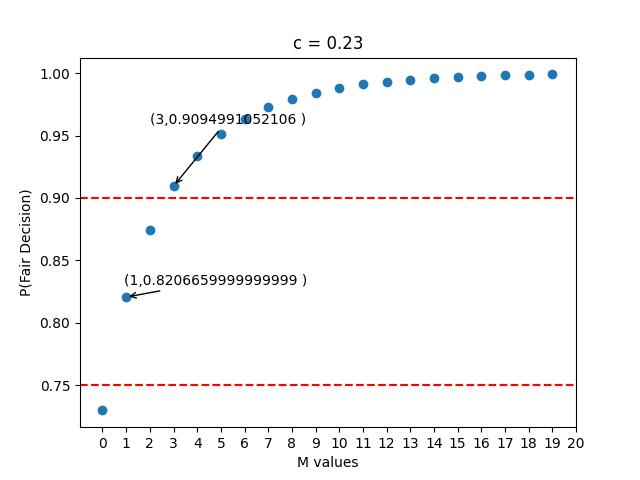 c = 0.23
P(Fair Decision)
1.00
0.95
0.90
0.85
0.80
0.75
(3,0.9094991052106 )
(1,0.8206659999999999 )
0 1 2 3 4 5 6 7 8 9 10 11 12 13 14 15 16 17 18 19 20
M values